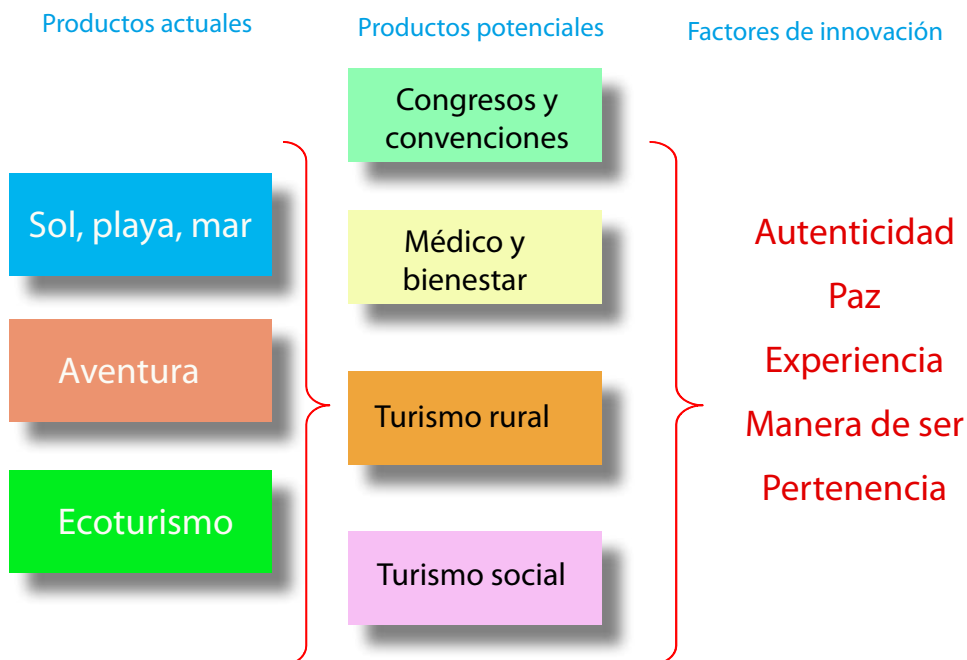 Productos actuales
Productos potenciales
Factores de innovación
Sol, playa, mar
Aventura
Ecoturismo
Congresos y
convenciones
Médico y
bienestar
Turismo rural
Turismo social
Autenticidad
Paz
Experiencia
Manera de ser
Pertenencia